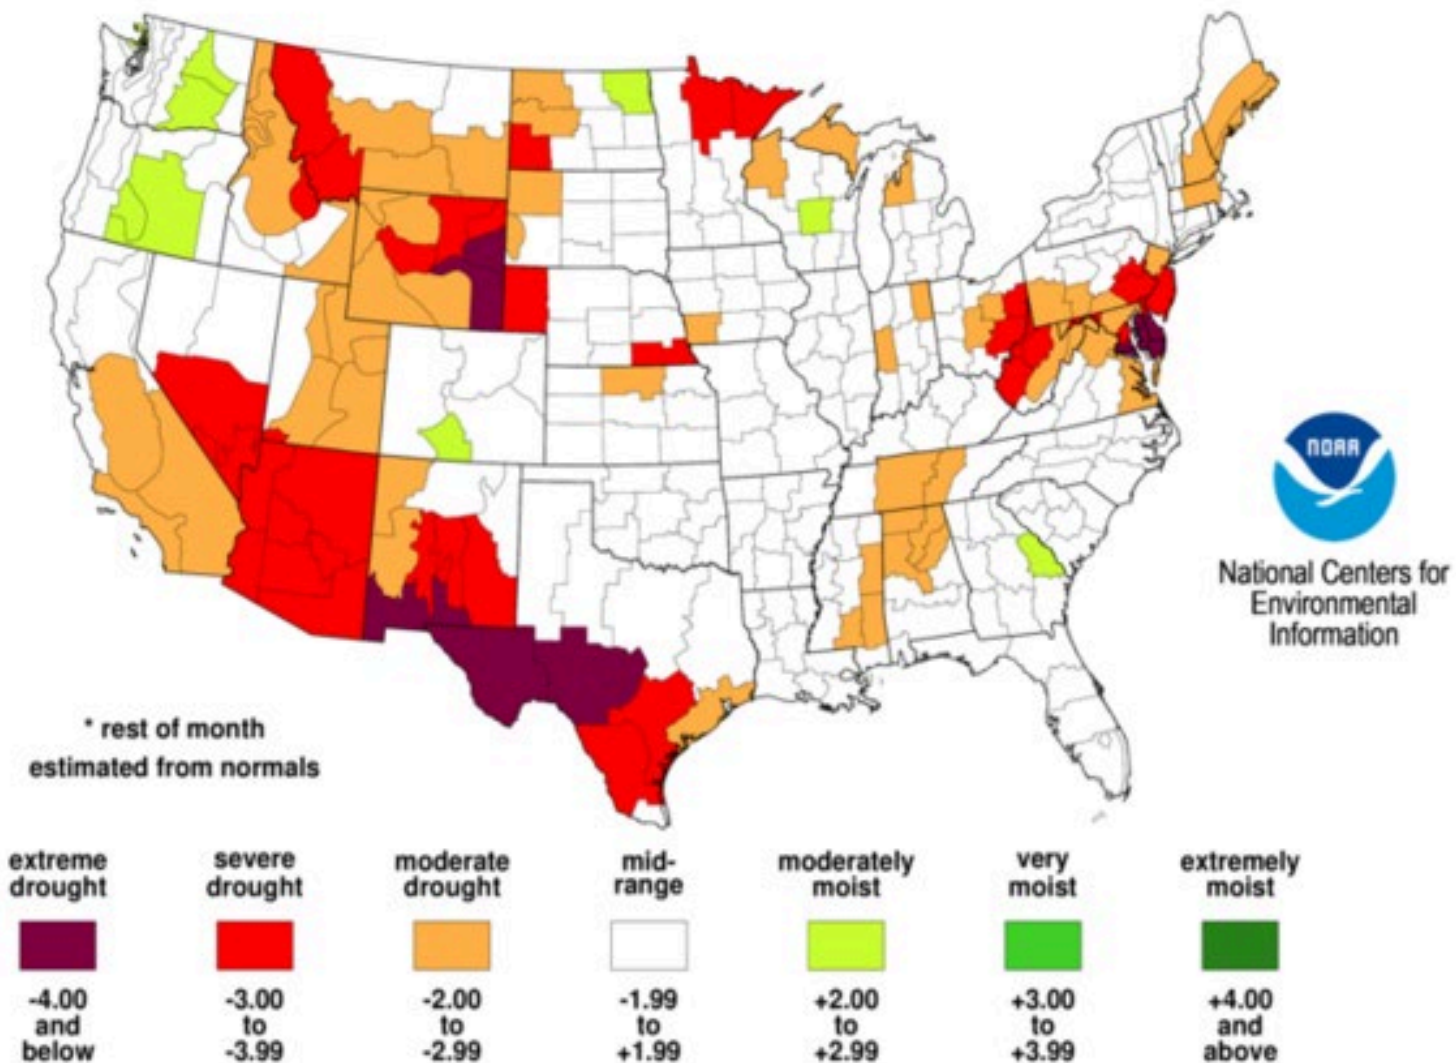 NOAA
National Centers for
Environmental
Information
* rest of month
estimated from normals
extreme
drought
severe
drought
moderate
drought
mid-
range
moderately
moist
very
moist
extremely
moist
-4.00
and
below
-3.00
to
-3.99
-2.00
to
-2.99
-1.99
to
+1.99
+2.00
to
+2.99
+3.00
to
+3.99
+4.00
and
above